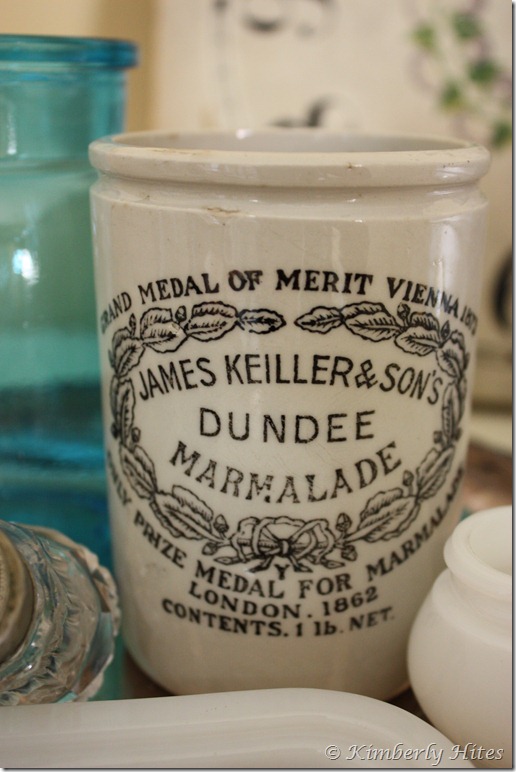 GRAND MEDAL OF MERIT VIENNA 1873
JAMES KEILLER & SON'S
DUNDEE
MARMALADE
ONLY PRIZE MEDAL FOR MARMALADE
LONDON. 1862
CONTENTS. 1 lb. NET.
© Kimberly Hites